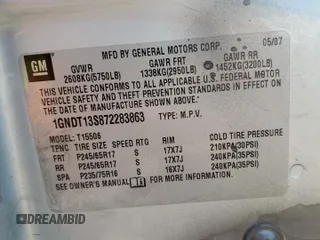 GM
MFD BY GENERAL MOTORS CORP. 05/07
GVWR GAWR FRT GAWR RR
2608KG(5750LB) 1338KG(2950LB) 1452KG(3200LB)
THIS VEHICLE CONFORMS TO ALL APPLICABLE U.S. FEDERAL MOTOR
VEHICLE SAFETY AND THEFT PREVENTION STANDARDS IN EFFECT ON THE
DATE OF MANUFACTURE SHOWN ABOVE.
1GNDT13S872283863 TYPE: M.P.V.
MODEL: T15506
TPNC TIRE SIZE SPEED RTG RIM COLD TIRE PRESSURE
FRT P245/65R17 S 17X7J 210KPA(30PSI)
RR P245/65R17 S 17X7J 240KPA(35PSI)
SPA P235/75R16 S 16X7J 240KPA(35PSI)
SEE OWNER'S MANUAL FOR MORE INFORMATION.
DREAMBID